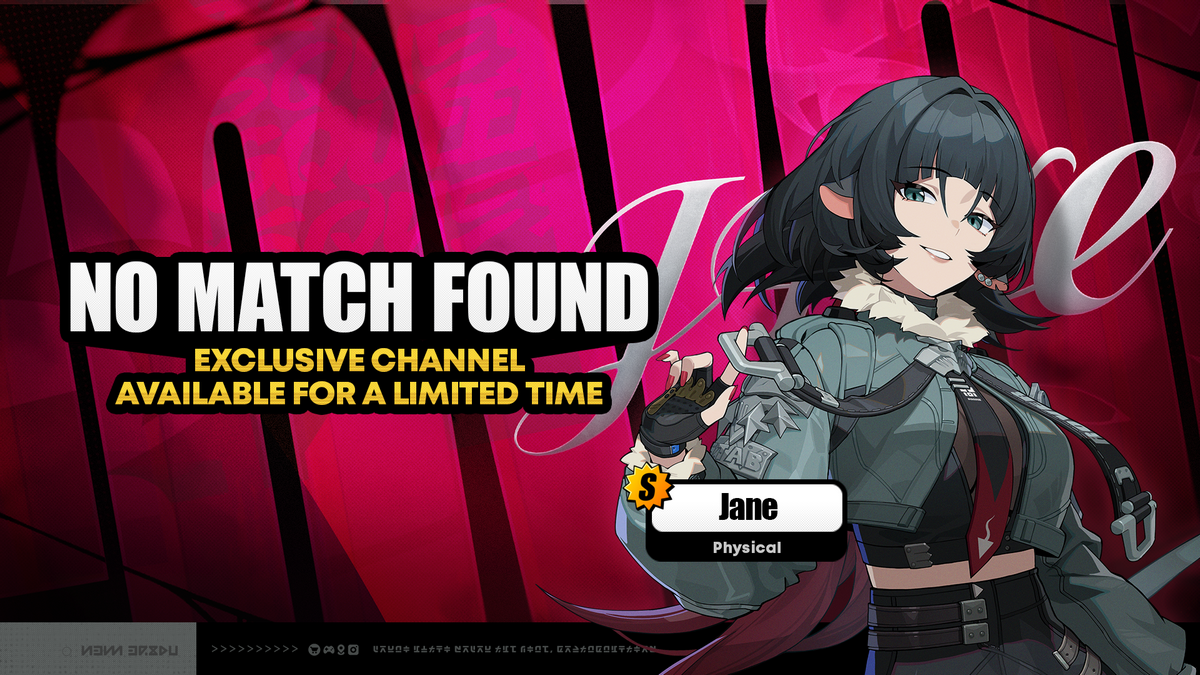 NO MATCH FOUND
EXCLUSIVE CHANNEL
AVAILABLE FOR A LIMITED TIME
Jane
S
Jane
Physical